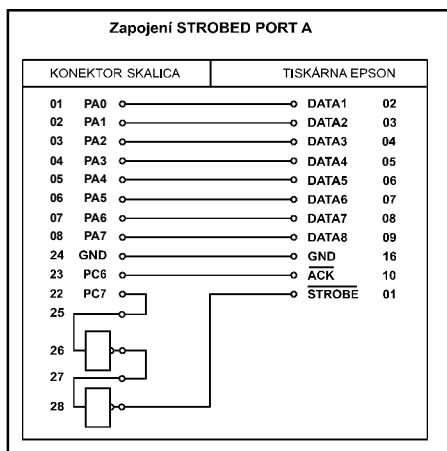 Zapojení STROBED PORT A
KONEKTOR SKALICA TISKÁRNA EPSON
01 PA0 DATA1 02
02 PA1 DATA2 03
03 PA2 DATA3 04
04 PA3 DATA4 05
05 PA4 DATA5 06
06 PA5 DATA6 07
07 PA6 DATA7 08
08 PA7 DATA8 09
24 GND GND 16
23 PC6 ACK 10
22 PC7 STROBE 01
25
26
27
28